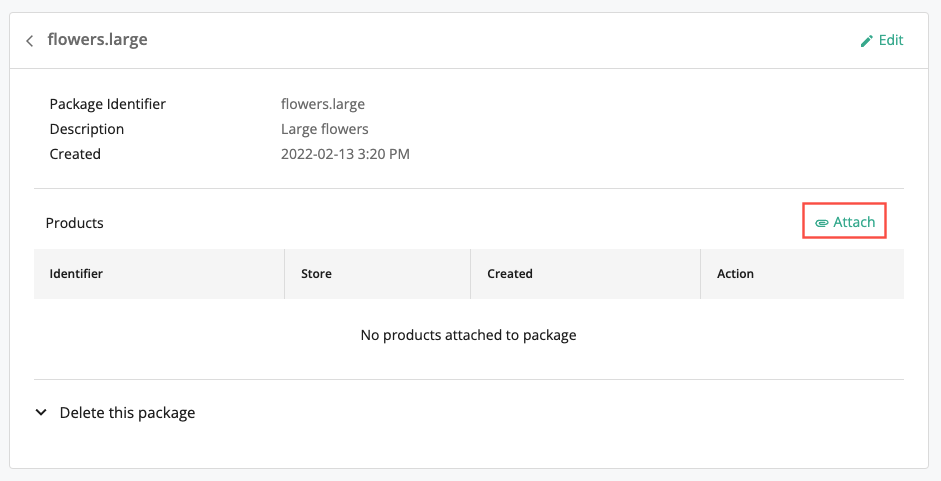 flowers.large
Edit
Package Identifier flowers.large
Description Large flowers
Created 2022-02-13 3:20 PM
Products
Attach
Identifier Store Created Action
No products attached to package
Delete this package